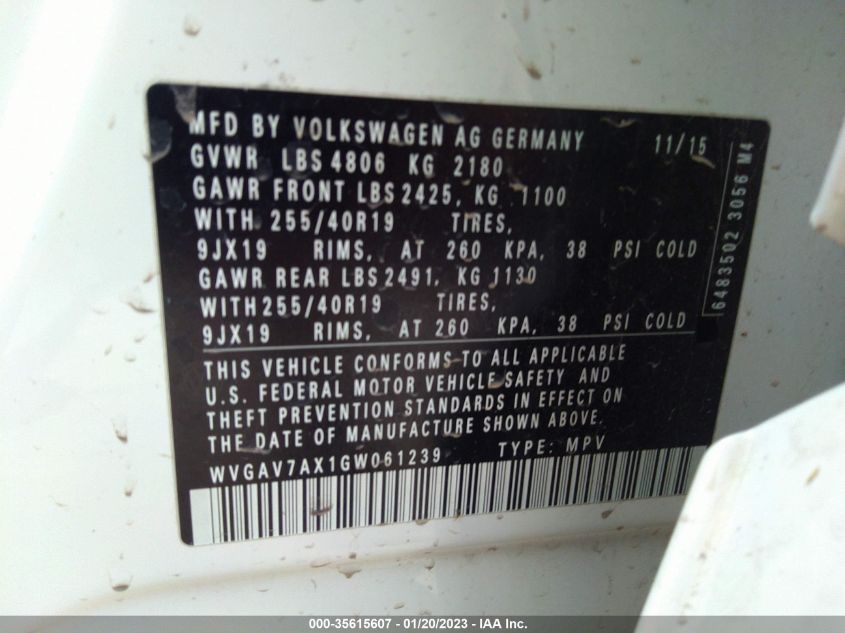 MFD BY VOLKSWAGEN AG GERMANY 11/15
GVWR LBS 4806 KG 2180
GAWR FRONT LBS 2425, KG 1100
WITH 255/40R19 TIRES,
9JX19 RIMS, AT 260 KPA, 38 PSI COLD
GAWR REAR LBS 2491, KG 1130
WITH 255/40R19 TIRES,
9JX19 RIMS, AT 260 KPA, 38 PSI COLD
THIS VEHICLE CONFORMS TO ALL APPLICABLE
U.S. FEDERAL MOTOR VEHICLE SAFETY AND
THEFT PREVENTION STANDARDS IN EFFECT ON
THE DATE OF MANUFACTURE SHOWN ABOVE.
WVGAV7AX1GW061239 TYPE: MPV
6483502 3056 M4
000-35615607 - 01/20/2023 - IAA Inc.